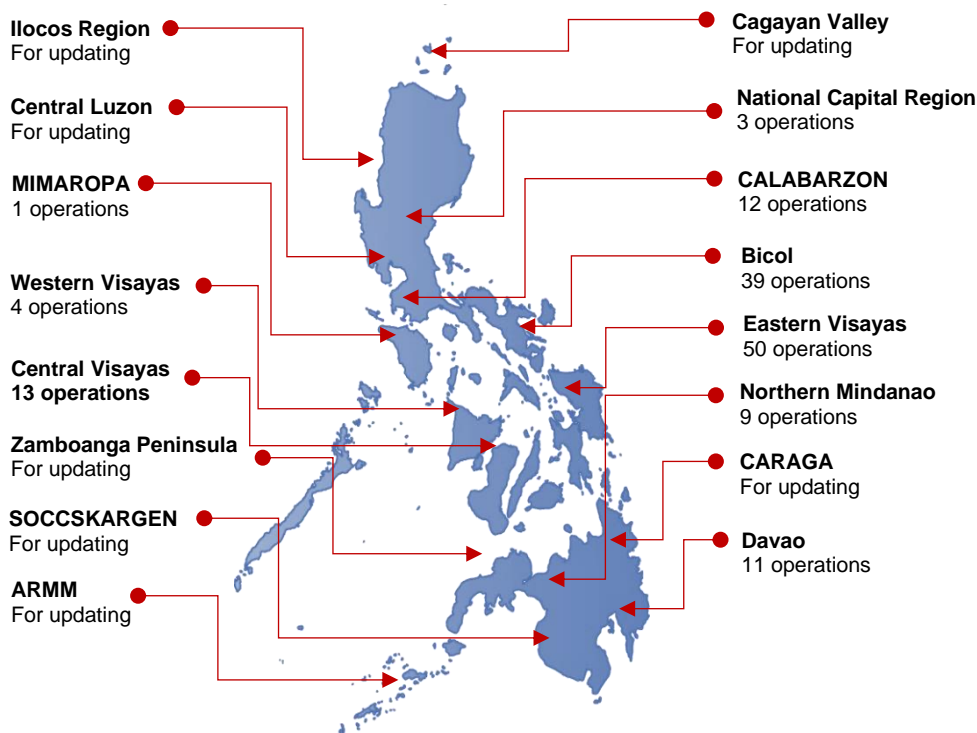 Ilocos Region
For updating
Central Luzon
For updating
MIMAROPA
1 operations
Western Visayas
4 operations
Central Visayas
13 operations
Zamboanga Peninsula
For updating
SOCCSKARGEN
For updating
ARMM
For updating
Cagayan Valley
For updating
National Capital Region
3 operations
CALABARZON
12 operations
Bicol
39 operations
Eastern Visayas
50 operations
Northern Mindanao
9 operations
CARAGA
For updating
Davao
11 operations